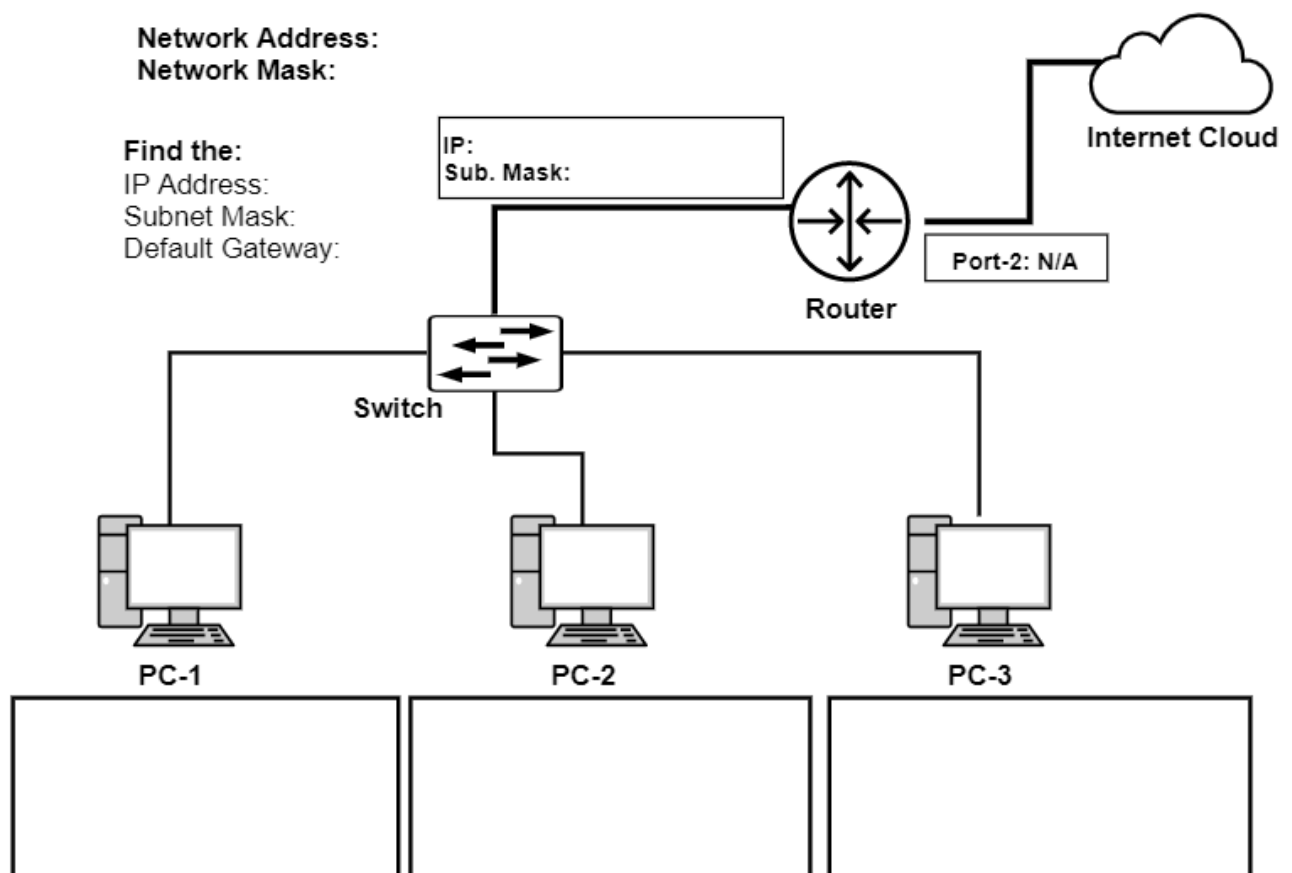 Network Address:
Network Mask:
Find the:
IP Address:
Subnet Mask:
Default Gateway:
IP:
Sub. Mask:
Internet Cloud
Port-2: N/A
Router
Switch
PC-1
PC-2
PC-3